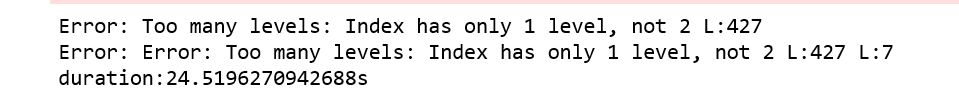 Error: Too many levels: Index has only 1 level, not 2 L:427
Error: Error: Too many levels: Index has only 1 level, not 2 L:427 L:7
duration:24.5196270942688s